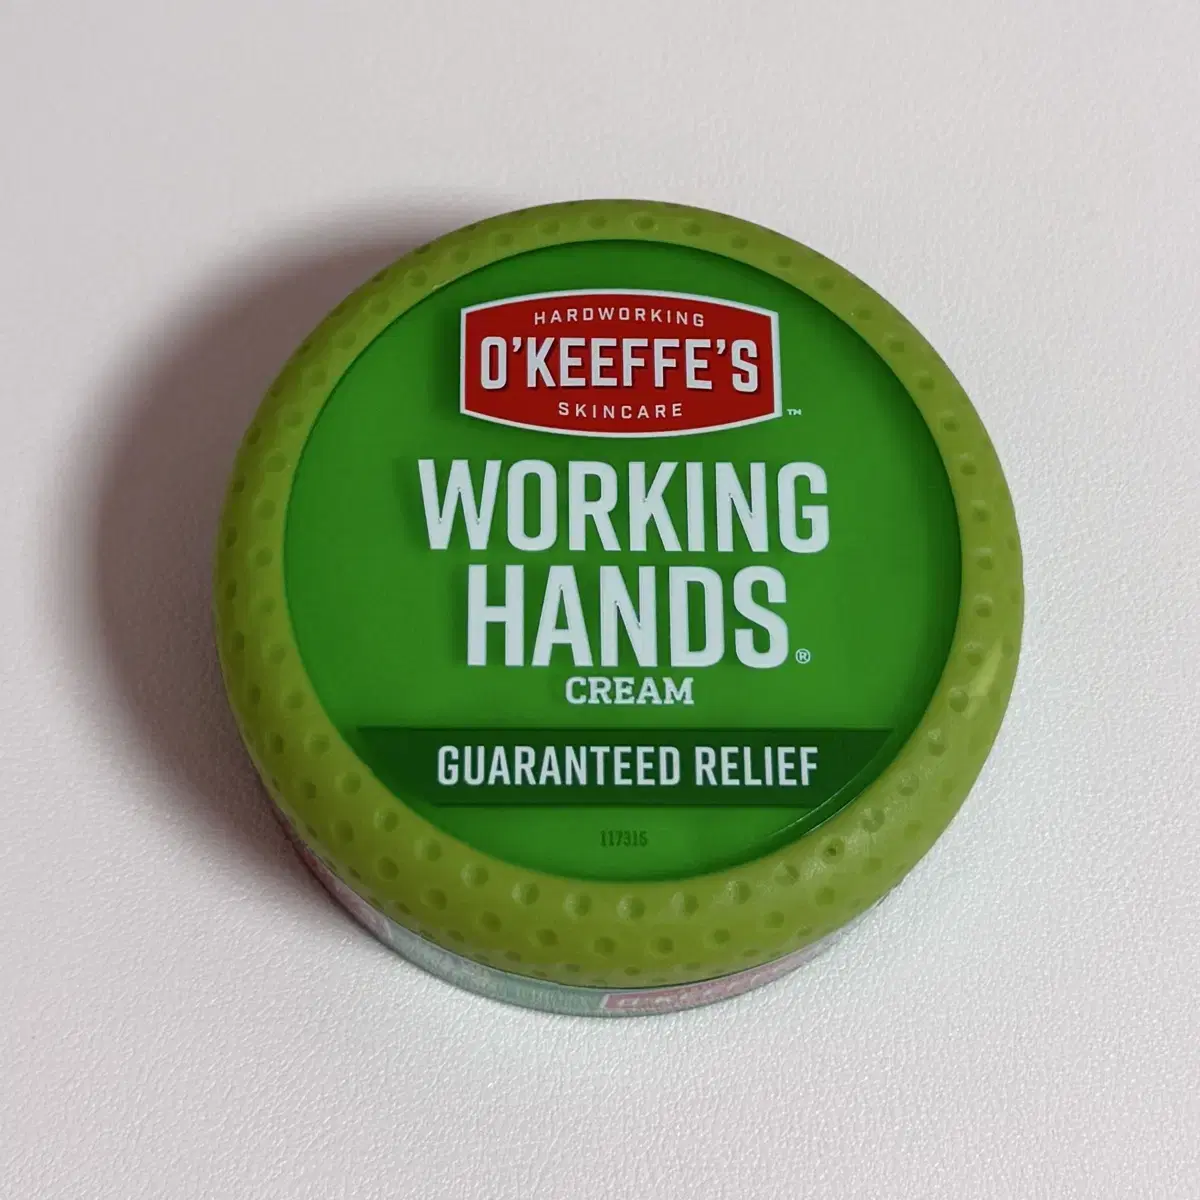 HARDWORKING
O'KEEFFE'S
SKINCARE
™
WORKING
HANDS®
CREAM
GUARANTEED RELIEF
117315